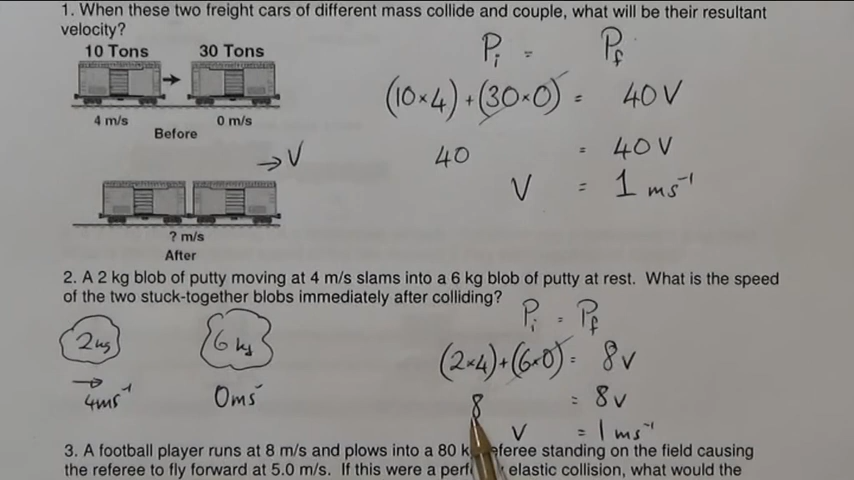 1. When these two freight cars of different mass collide and couple, what will be their resultant
velocity?
10 Tons 30 Tons
4 m/s 0 m/s
Before
→ V
? m/s
After
Pi = Pf
(10×4) + (30×0) = 40V
40 = 40V
V = 1 ms⁻¹
2. A 2 kg blob of putty moving at 4 m/s slams into a 6 kg blob of putty at rest. What is the speed
of the two stuck-together blobs immediately after colliding?
2kg 6kg
4ms⁻¹ 0ms⁻
Pi = Pf
(2×4)+(6×0) = 8v
8 = 8v
V = 1 ms⁻¹
3. A football player runs at 8 m/s and plows into a 80 k referee standing on the field causing
the referee to fly forward at 5.0 m/s. If this were a perf elastic collision, what would the